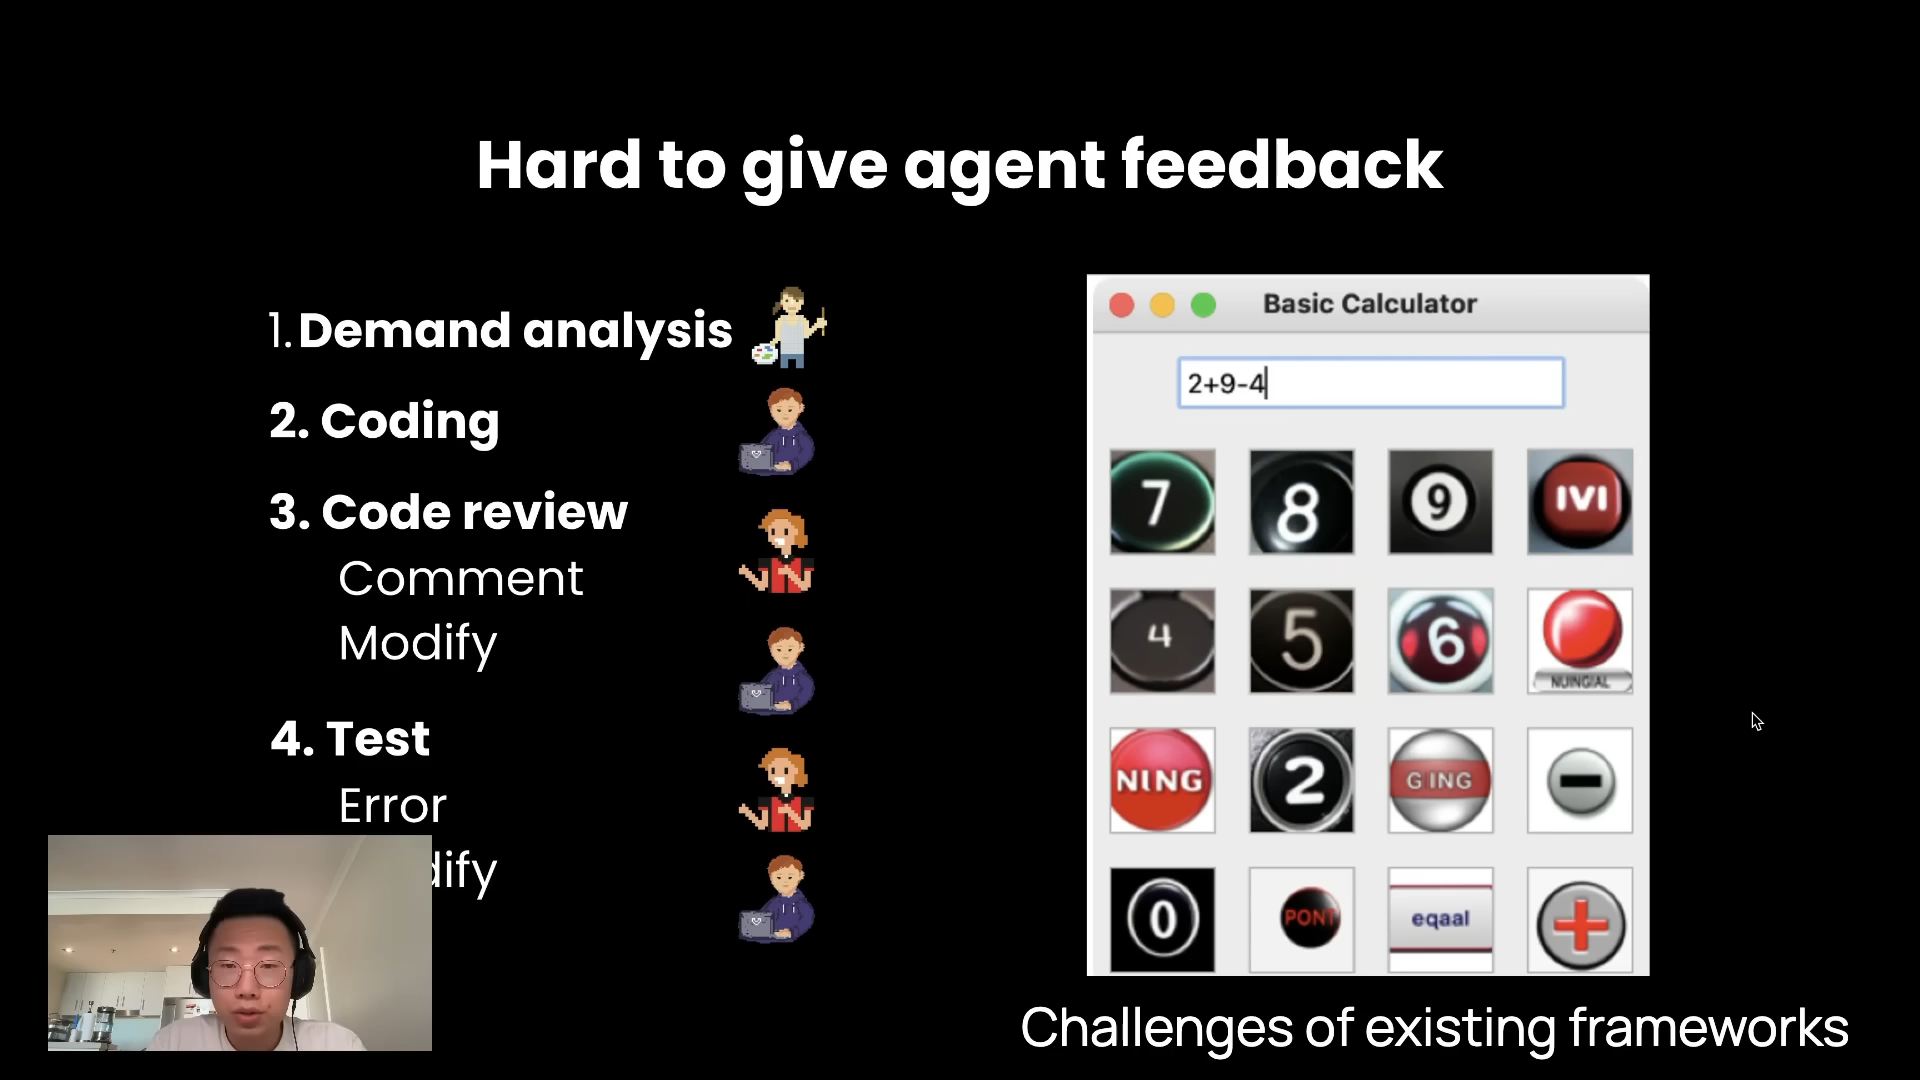 Hard to give agent feedback
1. Demand analysis
2. Coding
3. Code review
Comment
Modify
4. Test
Error
dify
Basic Calculator
2+9-4
7 8 9 IVI
4 5 6 NUINGIAL
NING 2 G ING
0 PONT eqaal
Challenges of existing frameworks